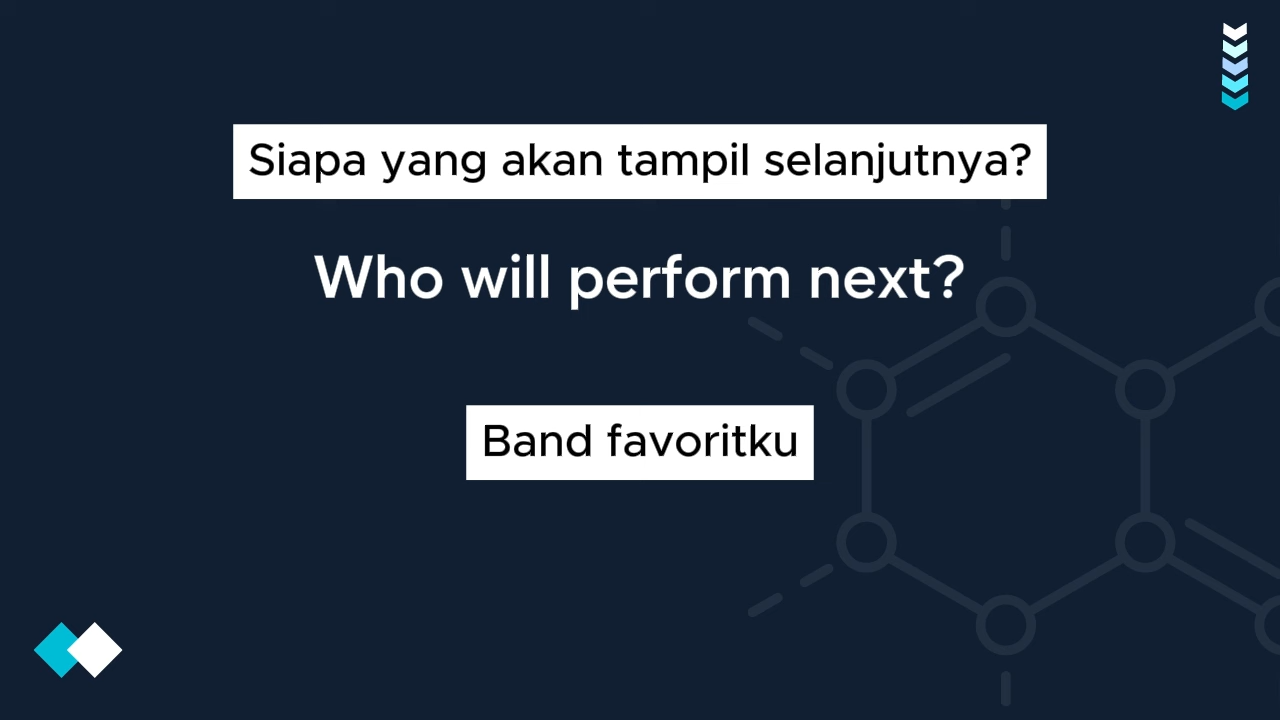 Siapa yang akan tampil selanjutnya?
Who will perform next?
Band favoritku